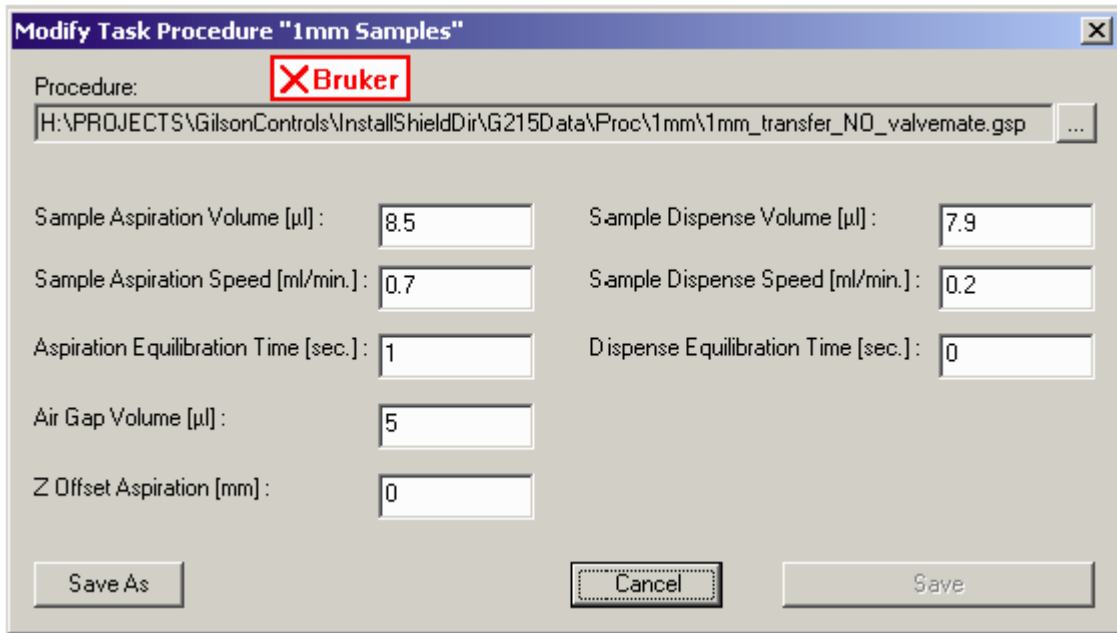 Modify Task Procedure "1mm Samples"
Bruker
Procedure:
H:\PROJECTS\GilsonControls\InstallShieldDir\G215Data\Proc\1mm\1mm_transfer_NO_valvemate.gsp ...
Sample Aspiration Volume [µl] : 8.5 Sample Dispense Volume [µl] : 7.9
Sample Aspiration Speed [ml/min.] : 0.7 Sample Dispense Speed [ml/min.] : 0.2
Aspiration Equilibration Time [sec.] : 1 Dispense Equilibration Time [sec.] : 0
Air Gap Volume [µl] : 5
Z Offset Aspiration [mm] : 0
Save As Cancel Save